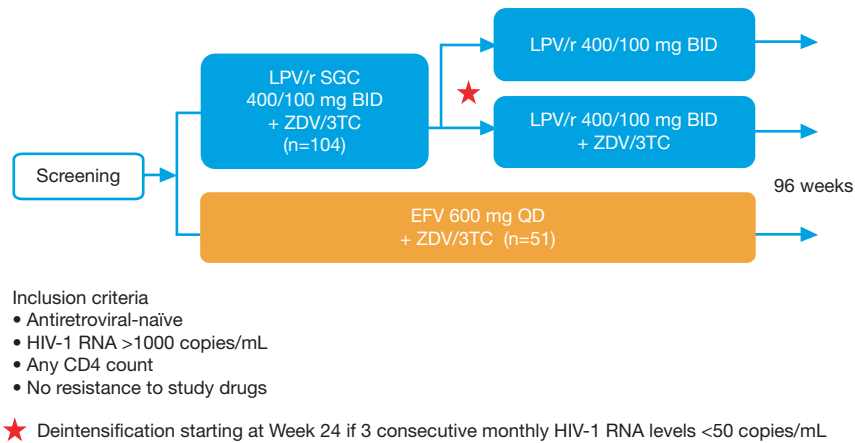 LPV/r SGC
400/100 mg BID
+ ZDV/3TC
(n=104)
LPV/r 400/100 mg BID
LPV/r 400/100 mg BID
+ ZDV/3TC
Screening
96 weeks
EFV 600 mg QD
+ ZDV/3TC (n=51)
Inclusion criteria
• Antiretroviral-naïve
• HIV-1 RNA >1000 copies/mL
• Any CD4 count
• No resistance to study drugs
★ Deintensification starting at Week 24 if 3 consecutive monthly HIV-1 RNA levels <50 copies/mL